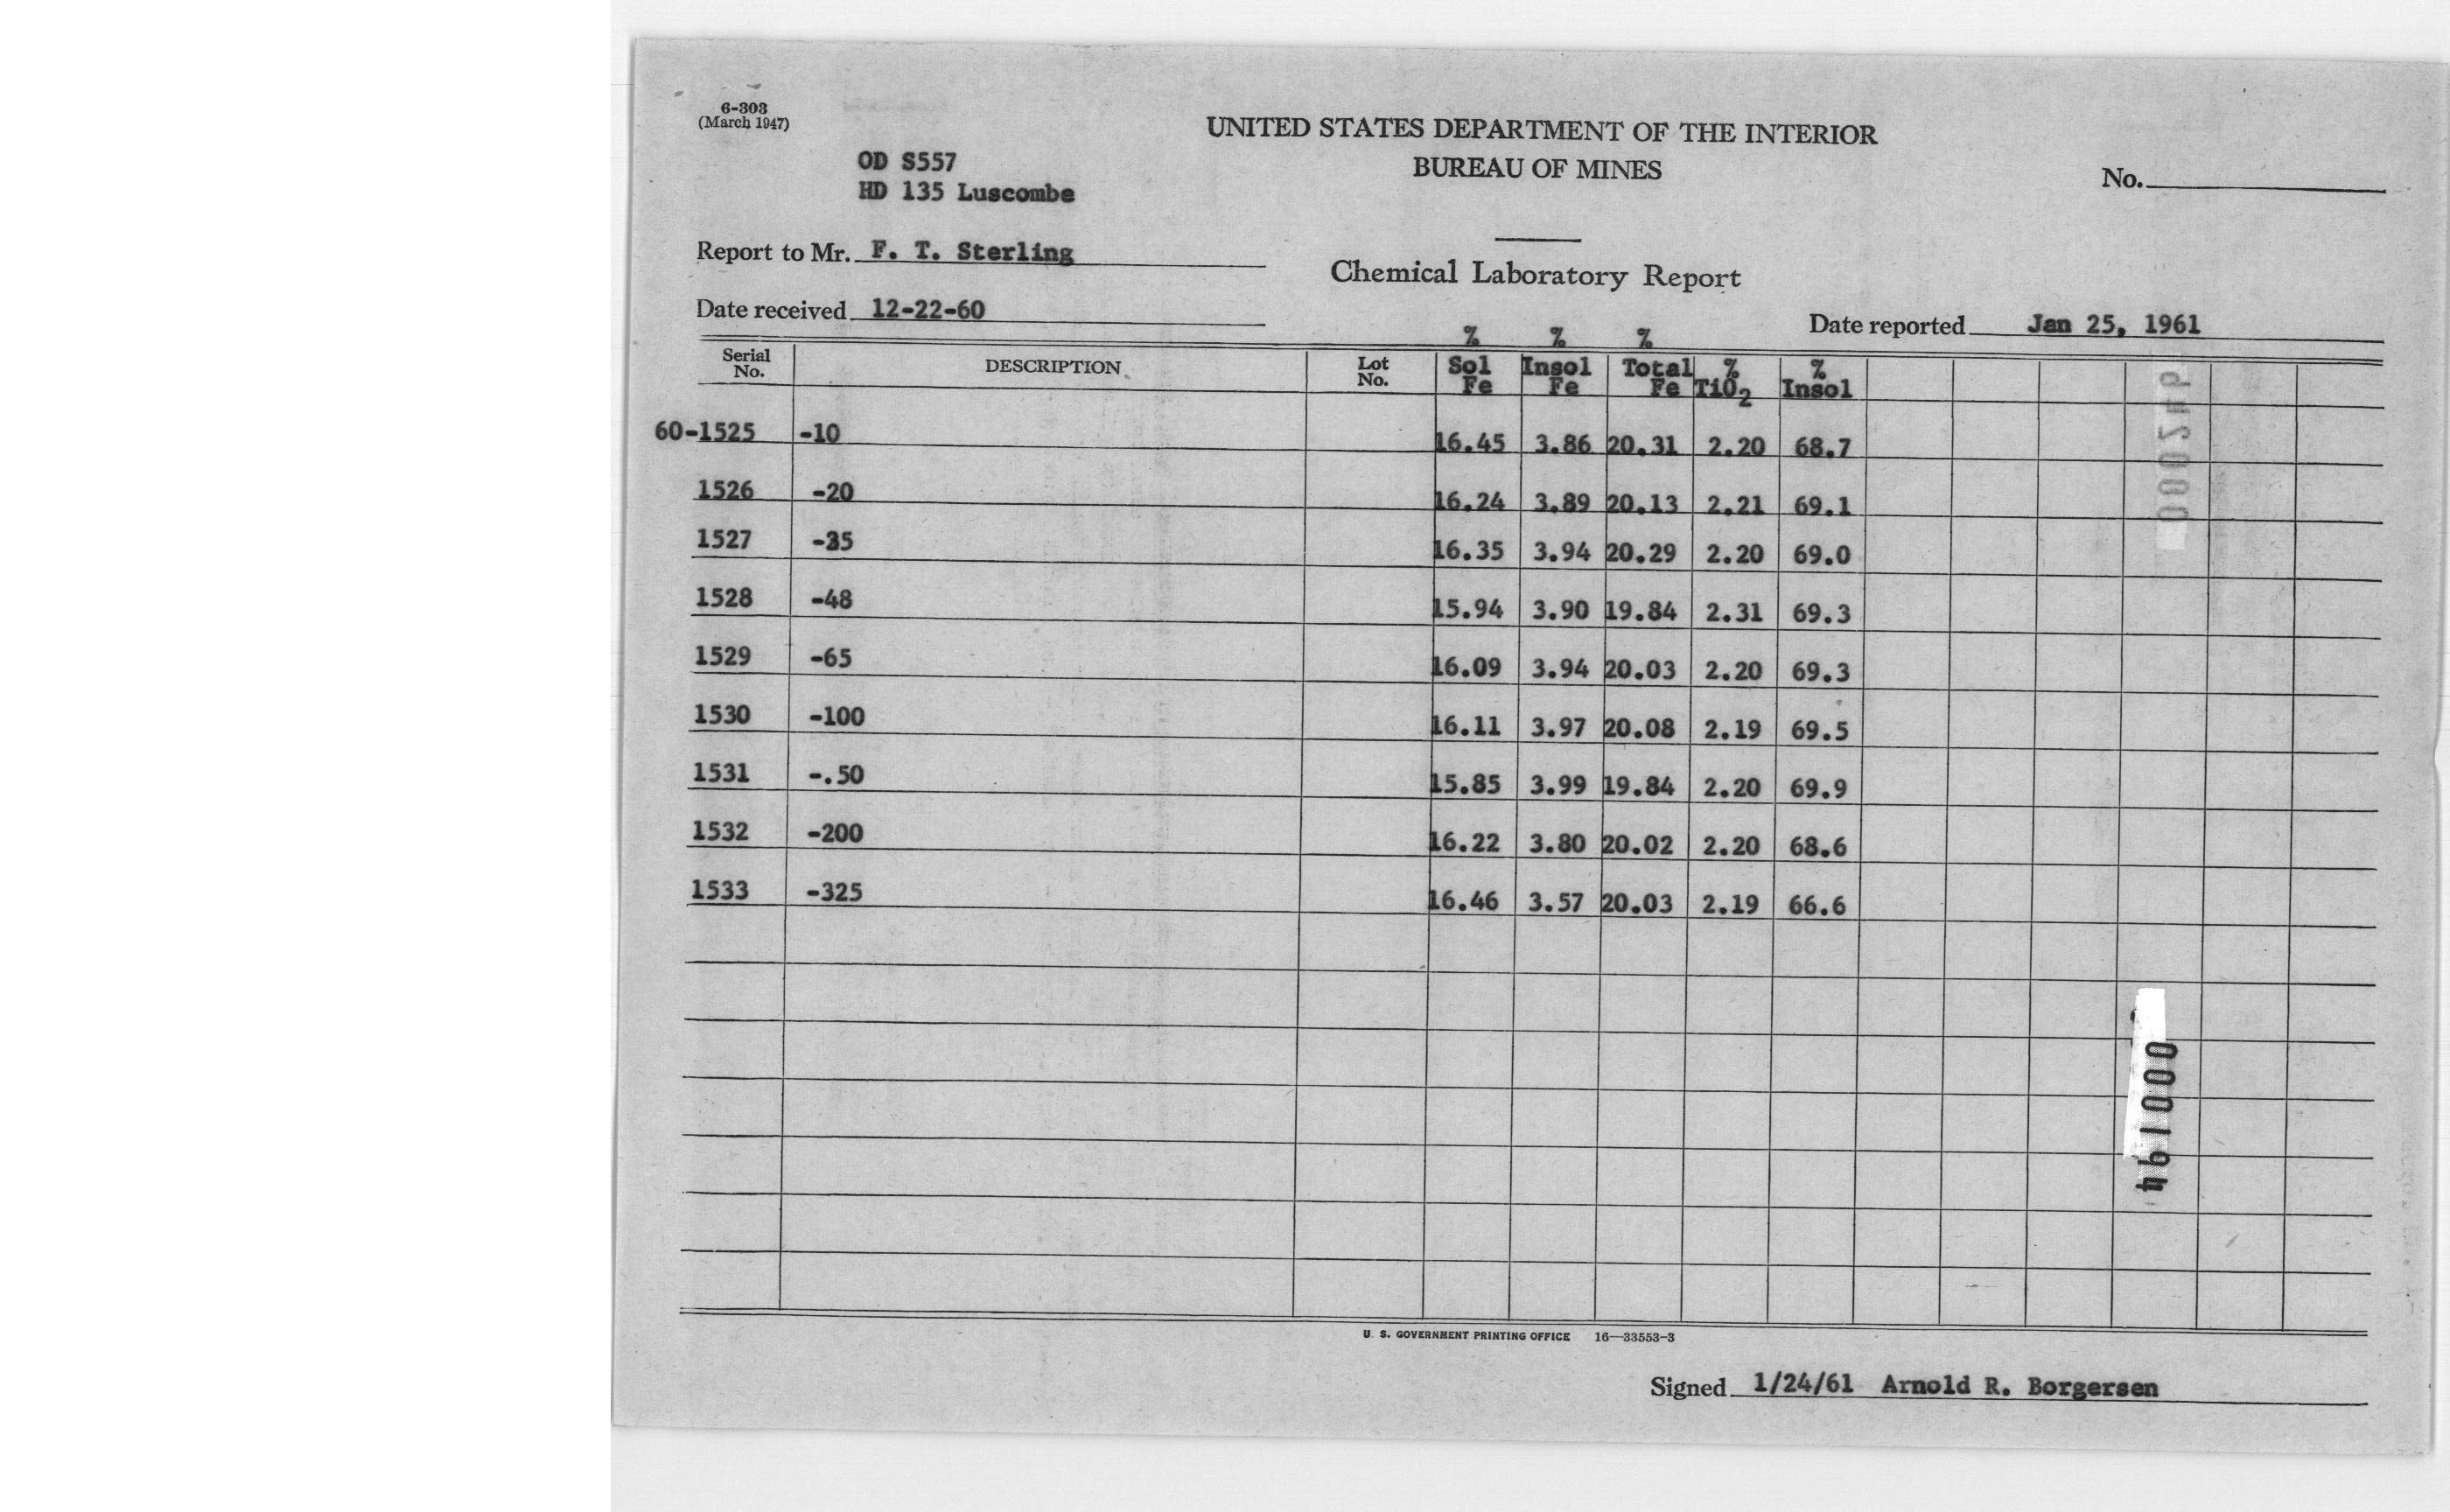 6-303
(March 1947)
UNITED STATES DEPARTMENT OF THE INTERIOR
BUREAU OF MINES
No.
OD S557
HD 135 Luscombe
Report to Mr. F. T. Sterling
Chemical Laboratory Report
Date received 12-22-60
Date reported Jan 25, 1961
% % %
Serial No. DESCRIPTION Lot No. Sol Fe Insol Fe Total Fe % TiO2 % Insol
60-1525 -10 16.45 3.86 20.31 2.20 68.7
1526 -20 16.24 3.89 20.13 2.21 69.1
1527 -35 16.35 3.94 20.29 2.20 69.0
1528 -48 15.94 3.90 19.84 2.31 69.3
1529 -65 16.09 3.94 20.03 2.20 69.3
1530 -100 16.11 3.97 20.08 2.19 69.5
1531 -.50 15.85 3.99 19.84 2.20 69.9
1532 -200 16.22 3.80 20.02 2.20 68.6
1533 -325 16.46 3.57 20.03 2.19 66.6
000194
U. S. GOVERNMENT PRINTING OFFICE 16—33553-3
Signed 1/24/61 Arnold R. Borgersen